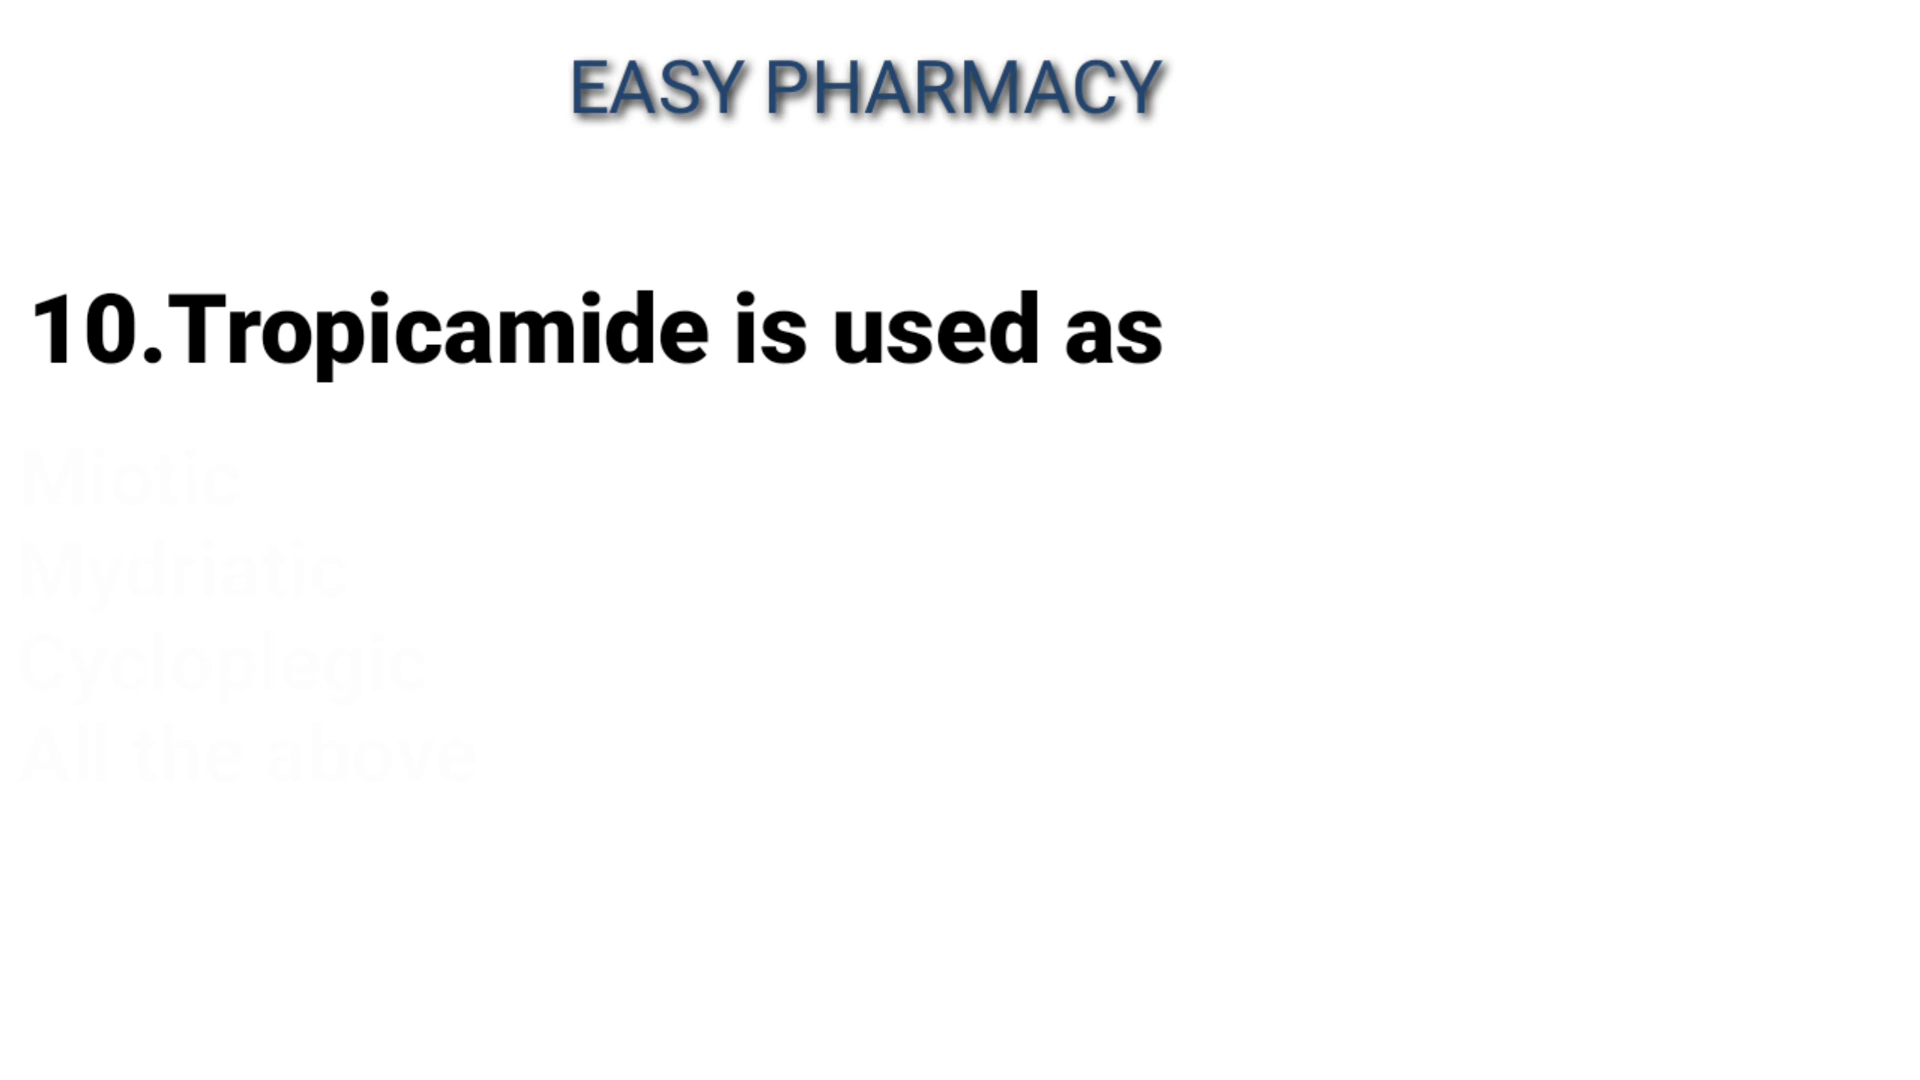 EASY PHARMACY
10.Tropicamide is used as
Miotic
Mydriatic
Cycloplegic
All the above